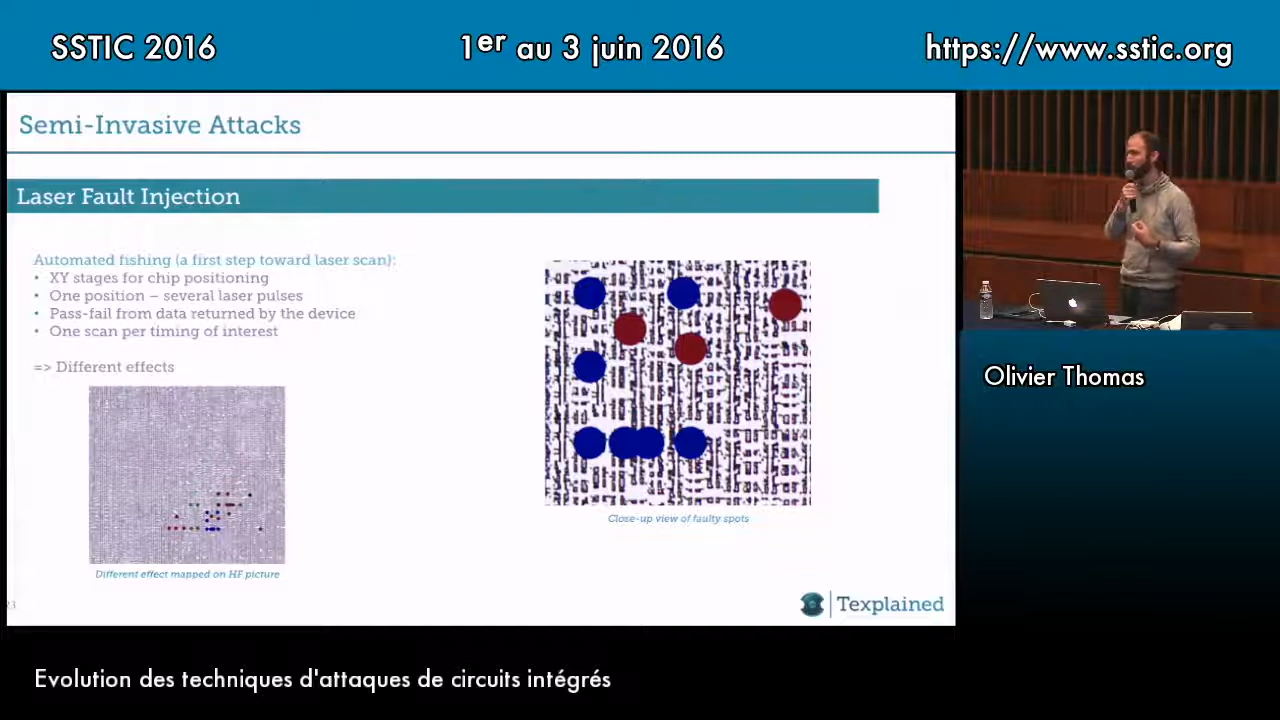 SSTIC 2016
1er au 3 juin 2016
https://www.sstic.org
Semi-Invasive Attacks
Laser Fault Injection
Automated fishing (a first step toward laser scan):
• XY stages for chip positioning
• One position – several laser pulses
• Pass-fail from data returned by the device
• One scan per timing of interest
=> Different effects
Different effect mapped on HF picture
Close-up view of faulty spots
23
Texplained
Olivier Thomas
Evolution des techniques d'attaques de circuits intégrés